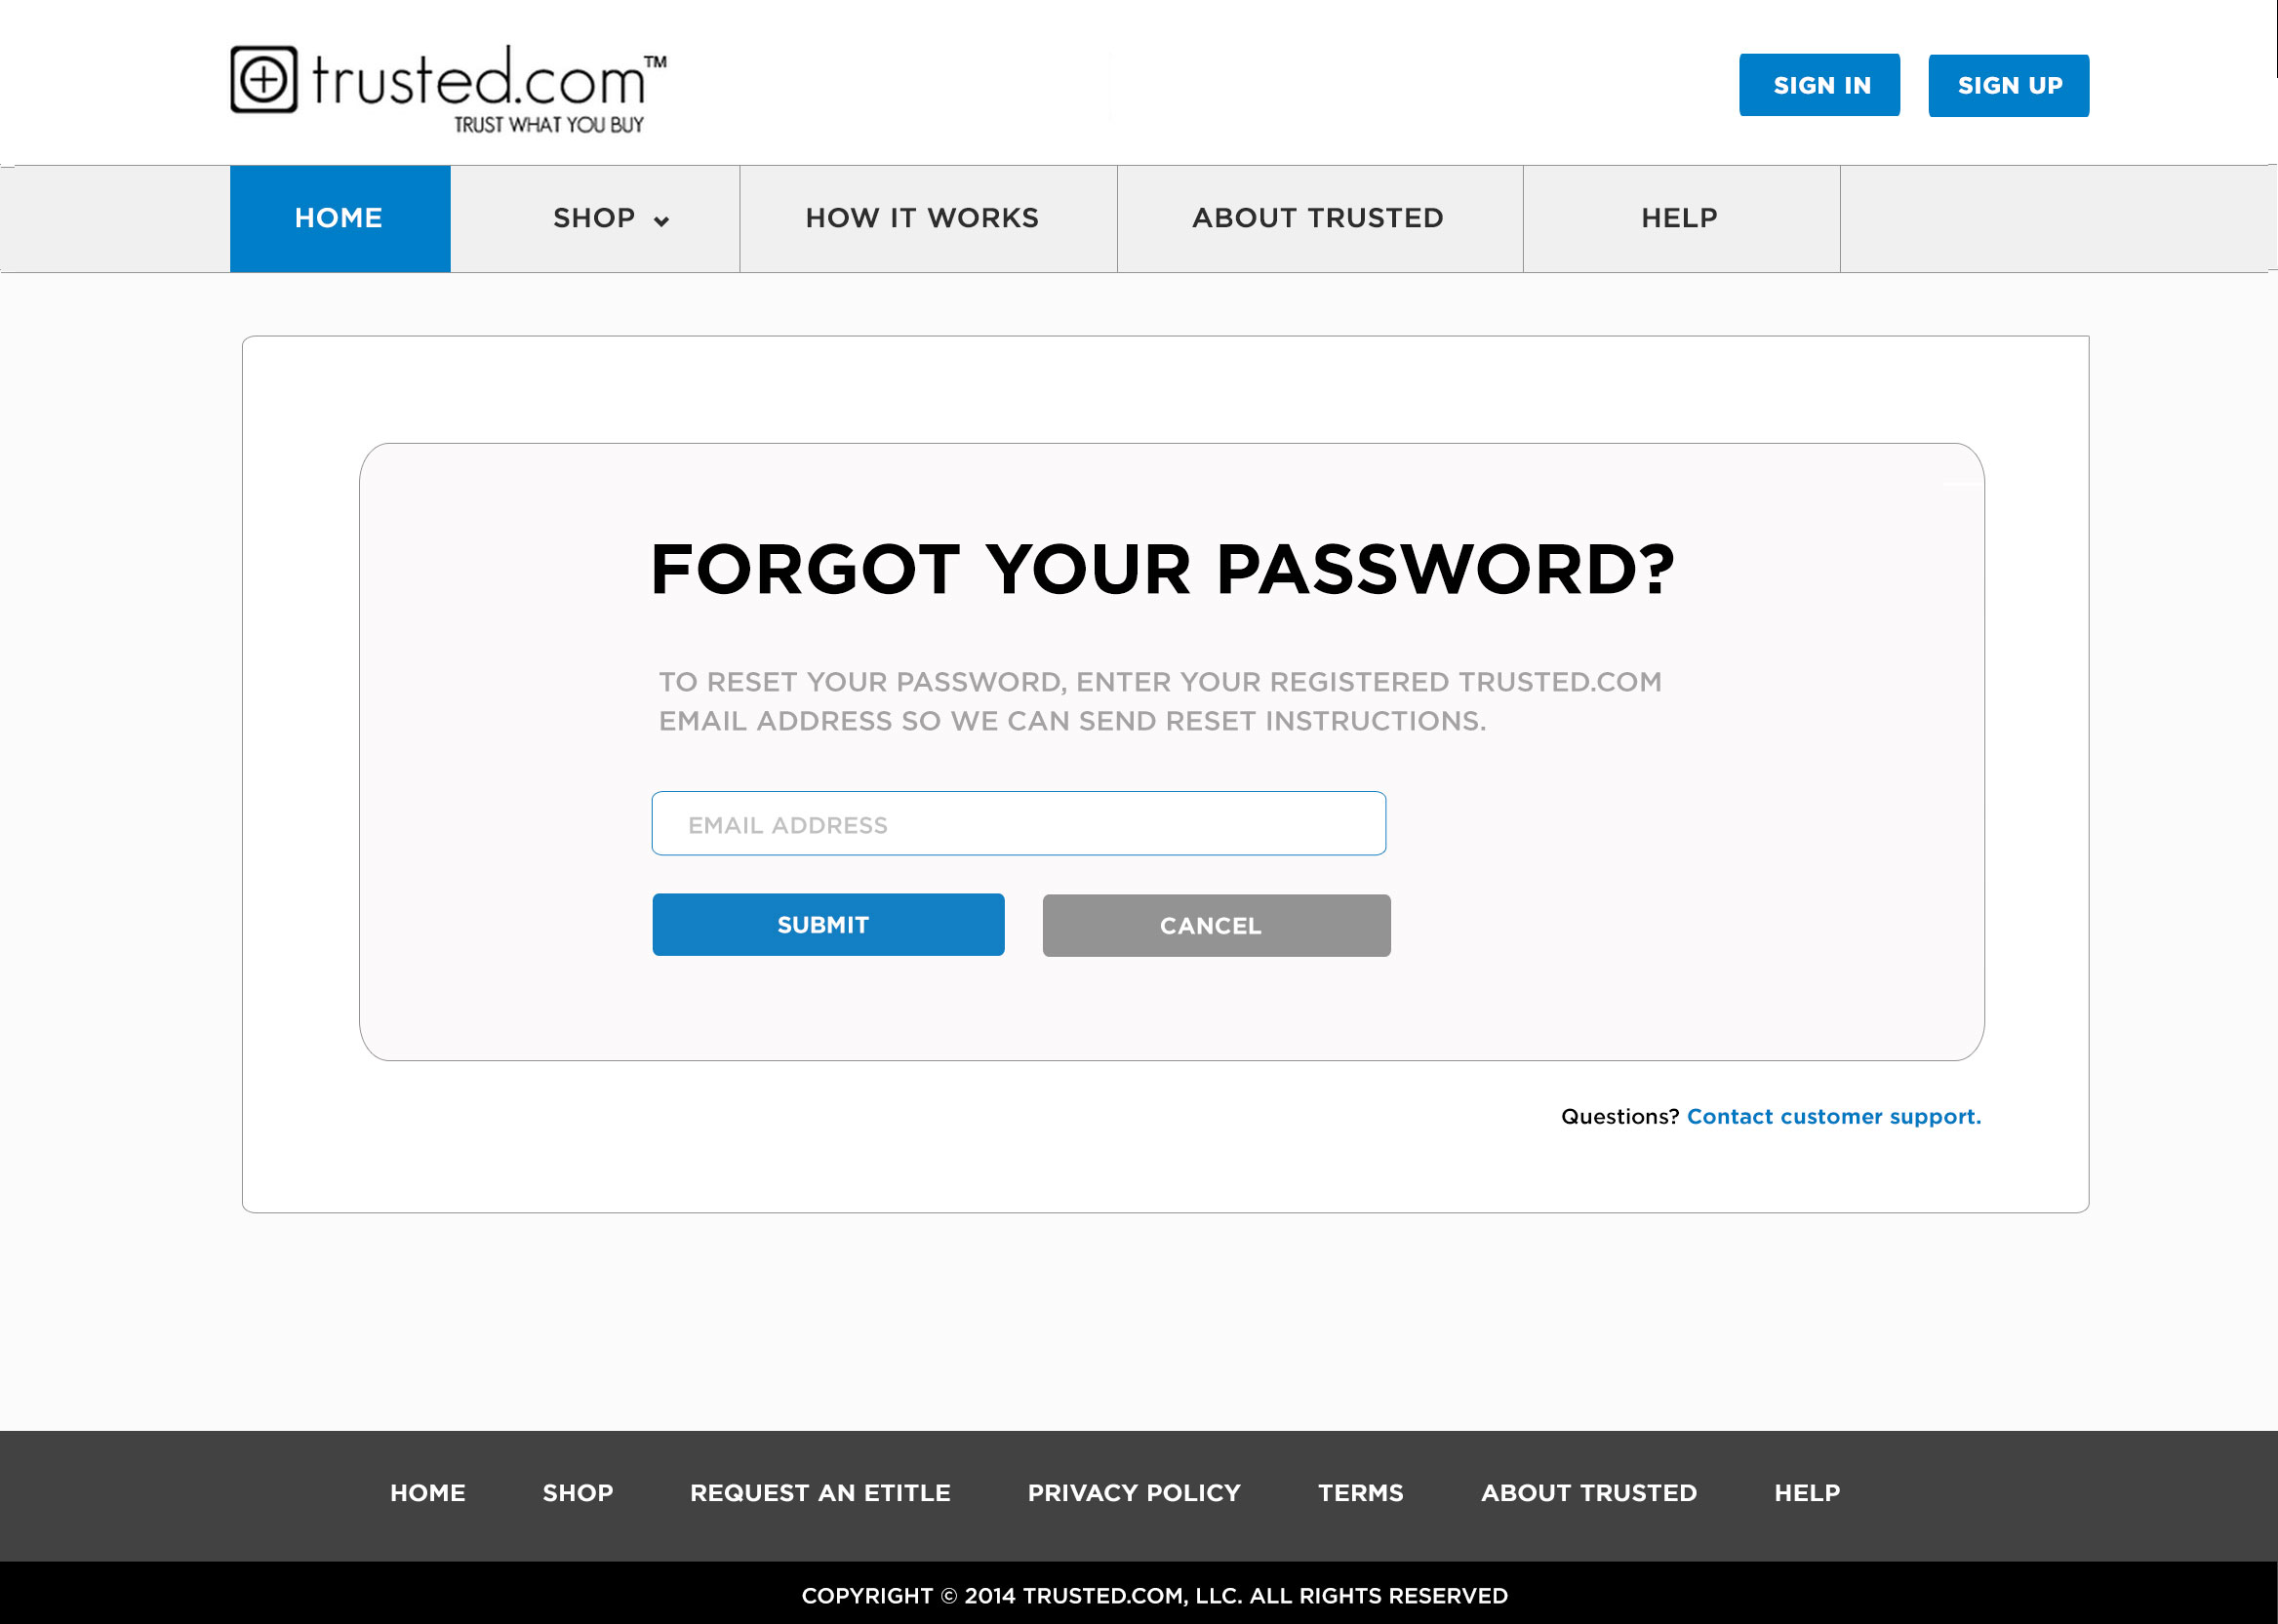 trusted.com™
TRUST WHAT YOU BUY
SIGN IN
SIGN UP
HOME
SHOP
HOW IT WORKS
ABOUT TRUSTED
HELP
FORGOT YOUR PASSWORD?
TO RESET YOUR PASSWORD, ENTER YOUR REGISTERED TRUSTED.COM
EMAIL ADDRESS SO WE CAN SEND RESET INSTRUCTIONS.
EMAIL ADDRESS
SUBMIT
CANCEL
Questions? Contact customer support.
HOME
SHOP
REQUEST AN ETITLE
PRIVACY POLICY
TERMS
ABOUT TRUSTED
HELP
COPYRIGHT © 2014 TRUSTED.COM, LLC. ALL RIGHTS RESERVED